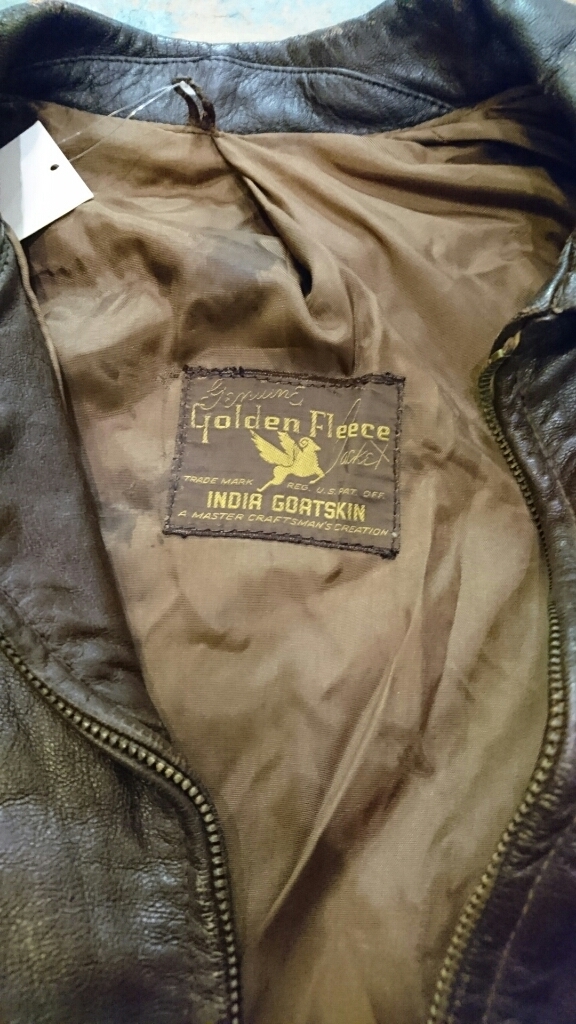 Genuine
Golden Fleece
Jacket
TRADE MARK REG. U.S. PAT. OFF.
INDIA GOATSKIN
A MASTER CRAFTSMAN'S CREATION